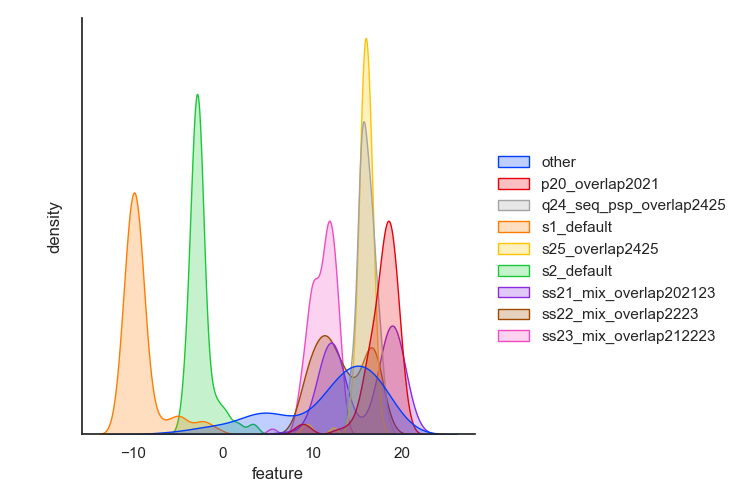 density
−10
0
10
20
feature
other
p20_overlap2021
q24_seq_psp_overlap2425
s1_default
s25_overlap2425
s2_default
ss21_mix_overlap202123
ss22_mix_overlap2223
ss23_mix_overlap212223